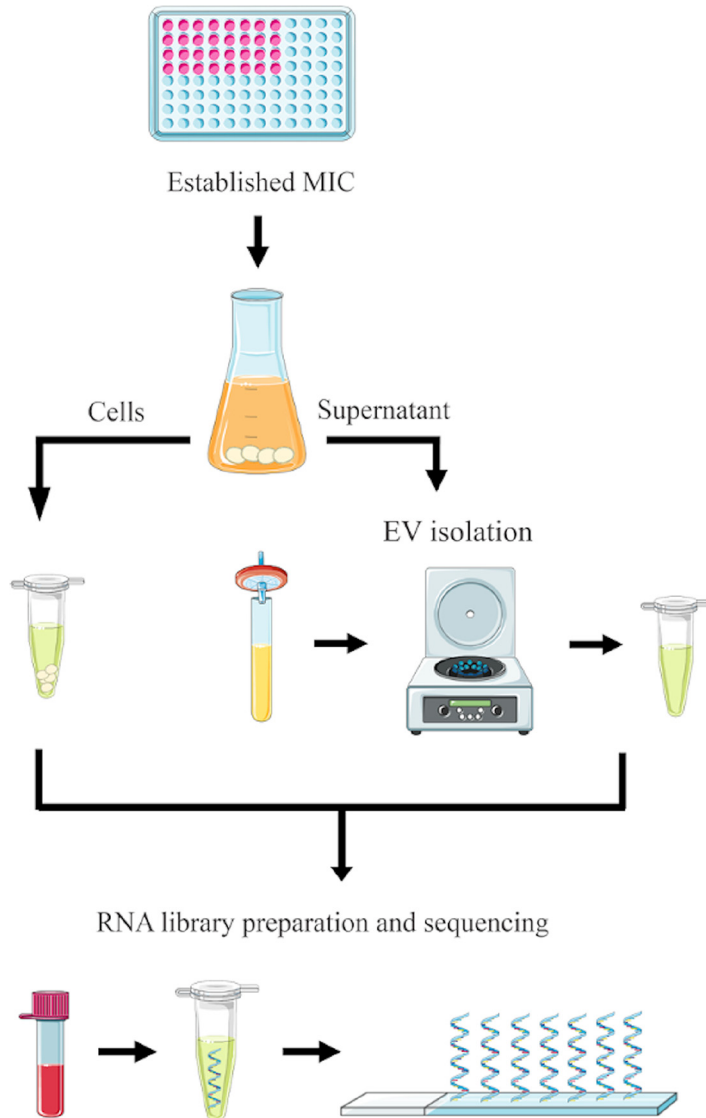 Established MIC
Cells
Supernatant
EV isolation
RNA library preparation and sequencing